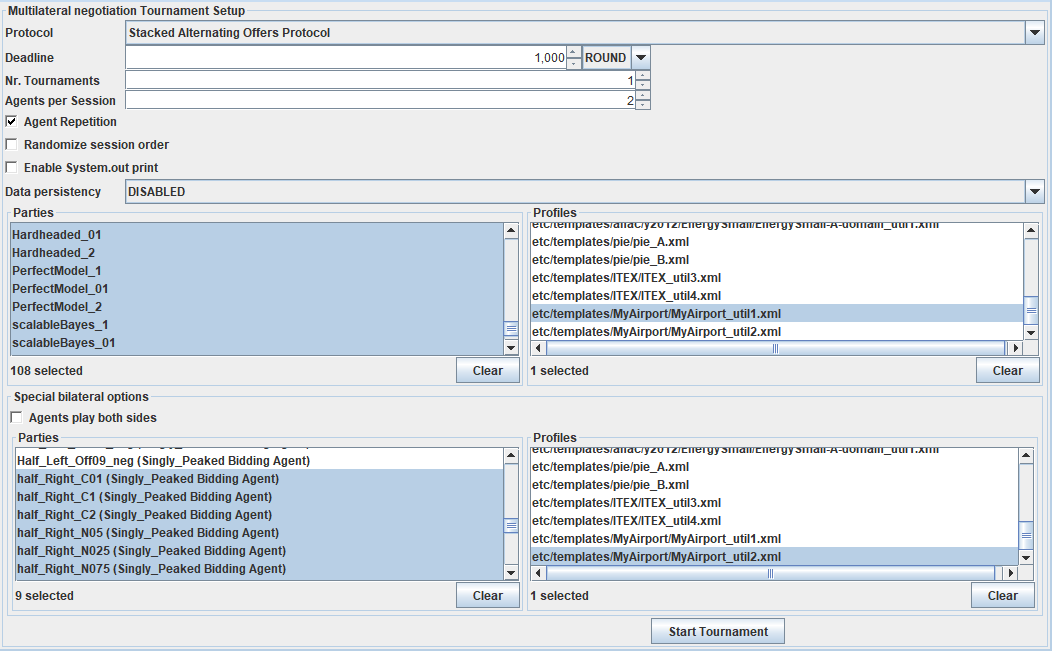 Multilateral negotiation Tournament Setup
Protocol Stacked Alternating Offers Protocol
Deadline 1,000 ROUND
Nr. Tournaments 1
Agents per Session 2
Agent Repetition
Randomize session order
Enable System.out print
Data persistency DISABLED
Parties
Hardheaded_01
Hardheaded_2
PerfectModel_1
PerfectModel_01
PerfectModel_2
scalableBayes_1
scalableBayes_01
108 selected Clear
Profiles
etc/templates/anac/y2012/EnergySmall/EnergySmall-A-domain_util1.xml
etc/templates/pie/pie_A.xml
etc/templates/pie/pie_B.xml
etc/templates/ITEX/ITEX_util3.xml
etc/templates/ITEX/ITEX_util4.xml
etc/templates/MyAirport/MyAirport_util1.xml
etc/templates/MyAirport/MyAirport_util2.xml
1 selected Clear
Special bilateral options
Agents play both sides
Parties
Half_Left_Off09_neg (Singly_Peaked Bidding Agent)
half_Right_C01 (Singly_Peaked Bidding Agent)
half_Right_C1 (Singly_Peaked Bidding Agent)
half_Right_C2 (Singly_Peaked Bidding Agent)
half_Right_N05 (Singly_Peaked Bidding Agent)
half_Right_N025 (Singly_Peaked Bidding Agent)
half_Right_N075 (Singly_Peaked Bidding Agent)
9 selected Clear
Profiles
etc/templates/anac/y2012/EnergySmall/EnergySmall-A-domain_util1.xml
etc/templates/pie/pie_A.xml
etc/templates/pie/pie_B.xml
etc/templates/ITEX/ITEX_util3.xml
etc/templates/ITEX/ITEX_util4.xml
etc/templates/MyAirport/MyAirport_util1.xml
etc/templates/MyAirport/MyAirport_util2.xml
1 selected Clear
Start Tournament